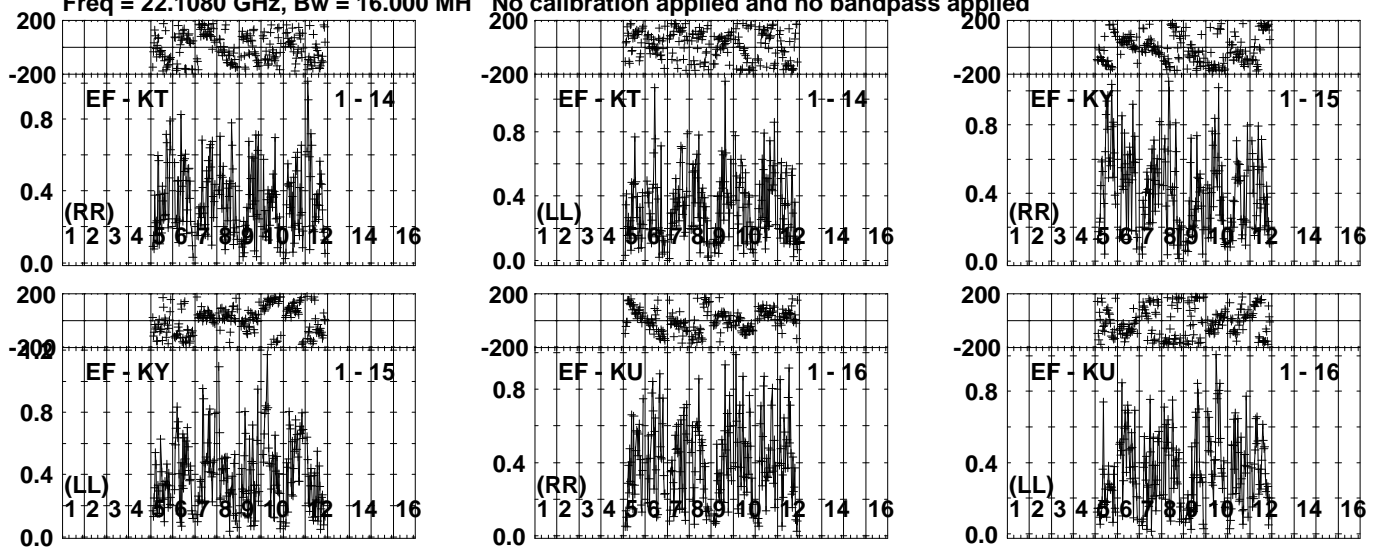 Freq = 22.1080 GHz, Bw = 16.000 MH No calibration applied and no bandpass applied
200
-200
EF - KT 1 - 14
0.8
0.4
(RR)
1 2 3 4 5 6 7 8 9 10 12 14 16
0.0
200
-200
EF - KT 1 - 14
0.8
0.4
(LL)
1 2 3 4 5 6 7 8 9 10 12 14 16
0.0
200
-200
EF - KY 1 - 15
0.8
0.4
(RR)
1 2 3 4 5 6 7 8 9 10 12 14 16
0.0
200
-200
1.2
EF - KY 1 - 15
0.8
0.4
(LL)
1 2 3 4 5 6 7 8 9 10 12 14 16
0.0
200
-200
EF - KU 1 - 16
0.8
0.4
(RR)
1 2 3 4 5 6 7 8 9 10 12 14 16
0.0
200
-200
EF - KU 1 - 16
0.8
0.4
(LL)
1 2 3 4 5 6 7 8 9 10 12 14 16
0.0